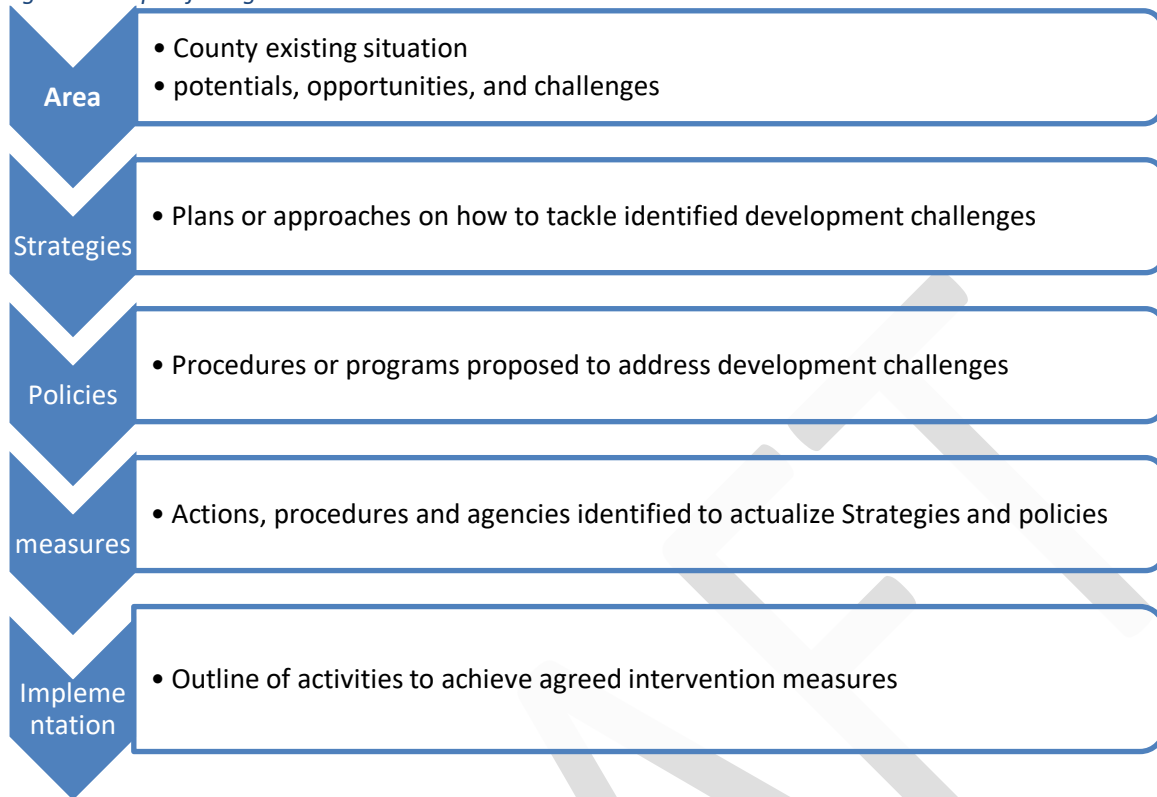 Area
• County existing situation
• potentials, opportunities, and challenges
Strategies
• Plans or approaches on how to tackle identified development challenges
Policies
• Procedures or programs proposed to address development challenges
measures
• Actions, procedures and agencies identified to actualize Strategies and policies
Impleme
ntation
• Outline of activities to achieve agreed intervention measures